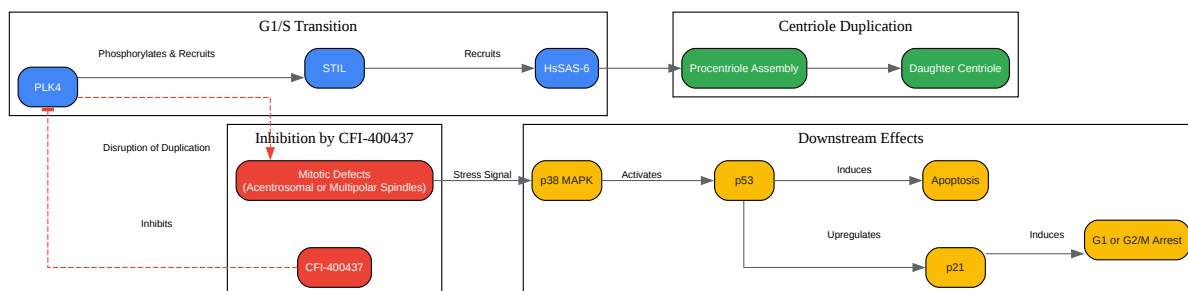 G1/S Transition
Centriole Duplication
Phosphorylates & Recruits
Recruits
PLK4
STIL
HsSAS-6
Procentriole Assembly
Daughter Centriole
Inhibition by CFI-400437
Downstream Effects
Disruption of Duplication
Mitotic Defects
(Acentrosomal or Multipolar Spindles)
Stress Signal
p38 MAPK
Activates
p53
Induces
Apoptosis
Inhibits
Upregulates
Induces
G1 or G2/M Arrest
CFI-400437
p21